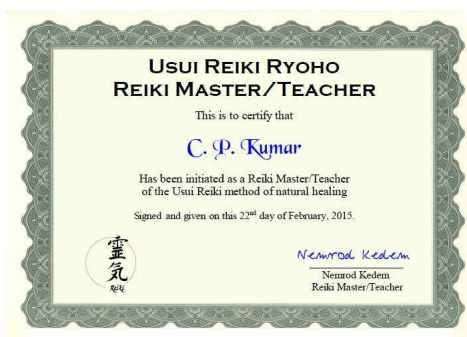 USUI REIKI RYOHO
REIKI MASTER/TEACHER
This is to certify that
C. P. Kumar
Has been initiated as a Reiki Master/Teacher
of the Usui Reiki method of natural healing
Signed and given on this 22nd day of February, 2015.
靈
気
Reiki
Nemrod Kedem
Nemrod Kedem
Reiki Master/Teacher